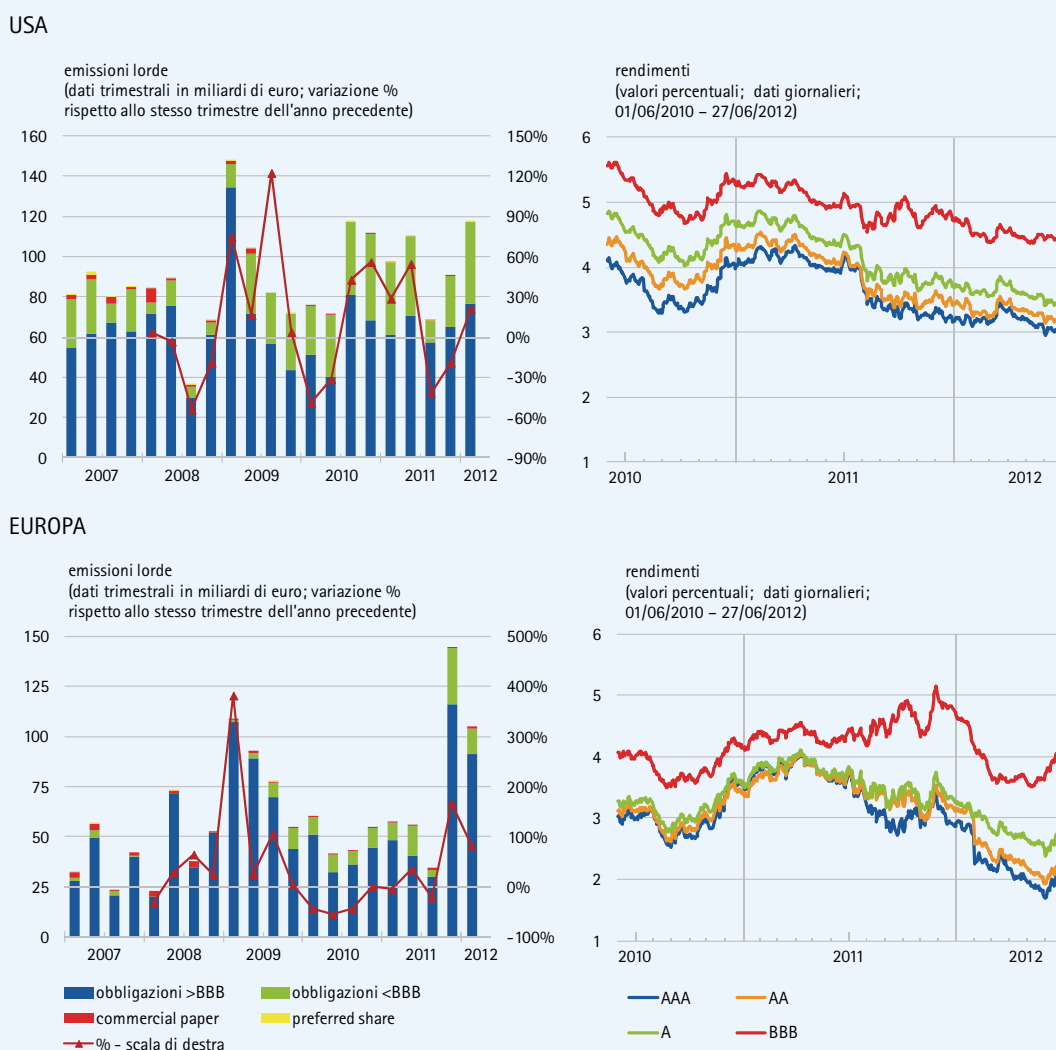 USA
emissioni lorde
(dati trimestrali in miliardi di euro; variazione %
rispetto allo stesso trimestre dell'anno precedente)
160
140
120
100
80
60
40
20
0
150%
120%
90%
60%
30%
0%
-30%
-60%
-90%
2007
2008
2009
2010
2011
2012
rendimenti
(valori percentuali; dati giornalieri;
01/06/2010 – 27/06/2012)
6
5
4
3
2
1
2010
2011
2012
EUROPA
emissioni lorde
(dati trimestrali in miliardi di euro; variazione %
rispetto allo stesso trimestre dell'anno precedente)
150
125
100
75
50
25
0
500%
400%
300%
200%
100%
0%
-100%
2007
2008
2009
2010
2011
2012
obbligazioni >BBB
obbligazioni <BBB
commercial paper
preferred share
% - scala di destra
rendimenti
(valori percentuali; dati giornalieri;
01/06/2010 – 27/06/2012)
6
5
4
3
2
1
2010
2011
2012
AAA
AA
A
BBB